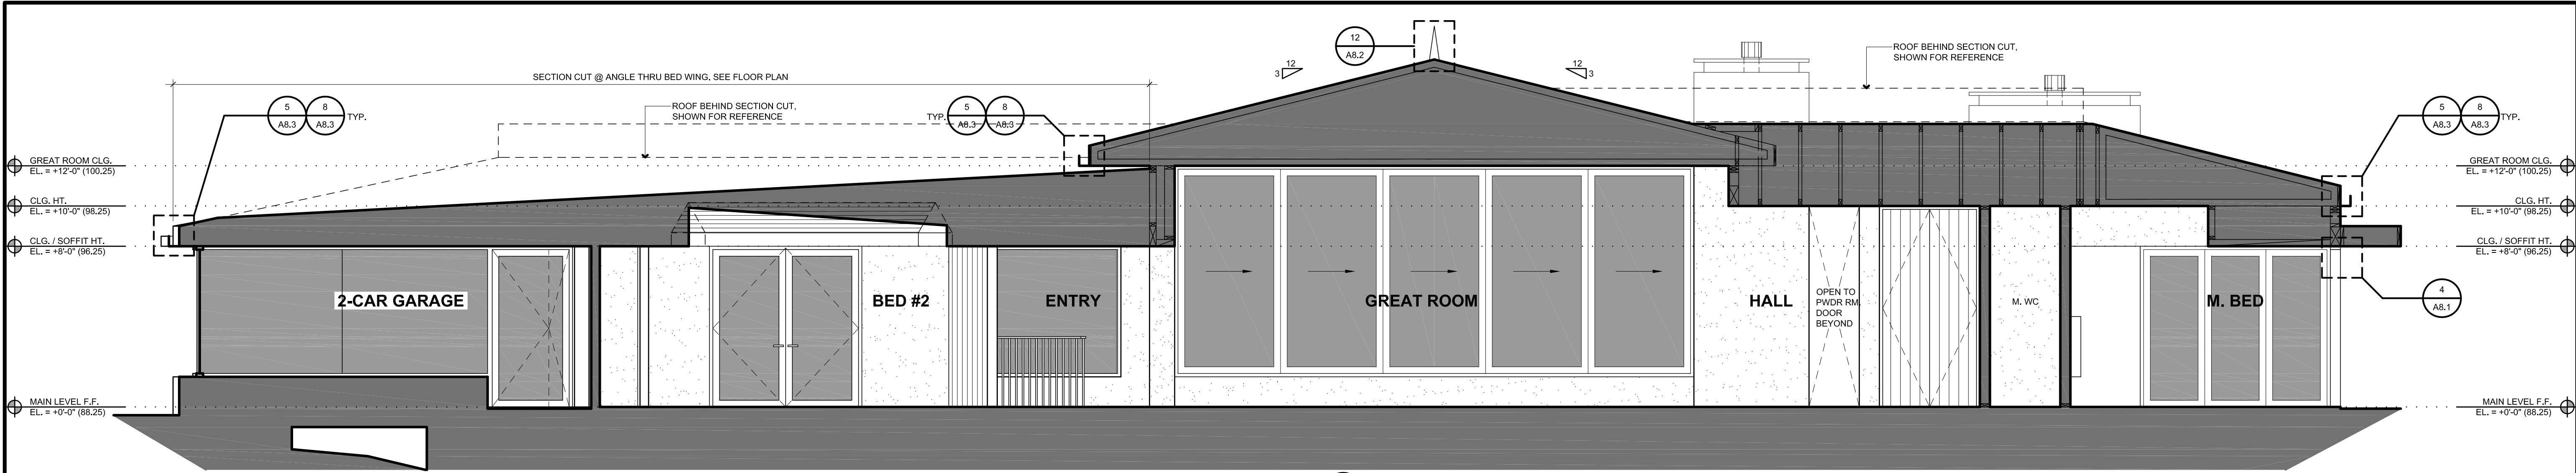 12
A8.2
12
3
12
3
ROOF BEHIND SECTION CUT,
SHOWN FOR REFERENCE
SECTION CUT @ ANGLE THRU BED WING, SEE FLOOR PLAN
5
A8.3
8
A8.3
TYP.
ROOF BEHIND SECTION CUT,
SHOWN FOR REFERENCE
TYP.
5
A8.3
8
A8.3
5
A8.3
8
A8.3
TYP.
GREAT ROOM CLG.
EL. = +12'-0" (100.25)
GREAT ROOM CLG.
EL. = +12'-0" (100.25)
CLG. HT.
EL. = +10'-0" (98.25)
CLG. HT.
EL. = +10'-0" (98.25)
CLG. / SOFFIT HT.
EL. = +8'-0" (96.25)
CLG. / SOFFIT HT.
EL. = +8'-0" (96.25)
2-CAR GARAGE
BED #2
ENTRY
GREAT ROOM
HALL
OPEN TO
PWDR RM.
DOOR
BEYOND
M. WC
M. BED
4
A8.1
MAIN LEVEL F.F.
EL. = +0'-0" (88.25)
MAIN LEVEL F.F.
EL. = +0'-0" (88.25)